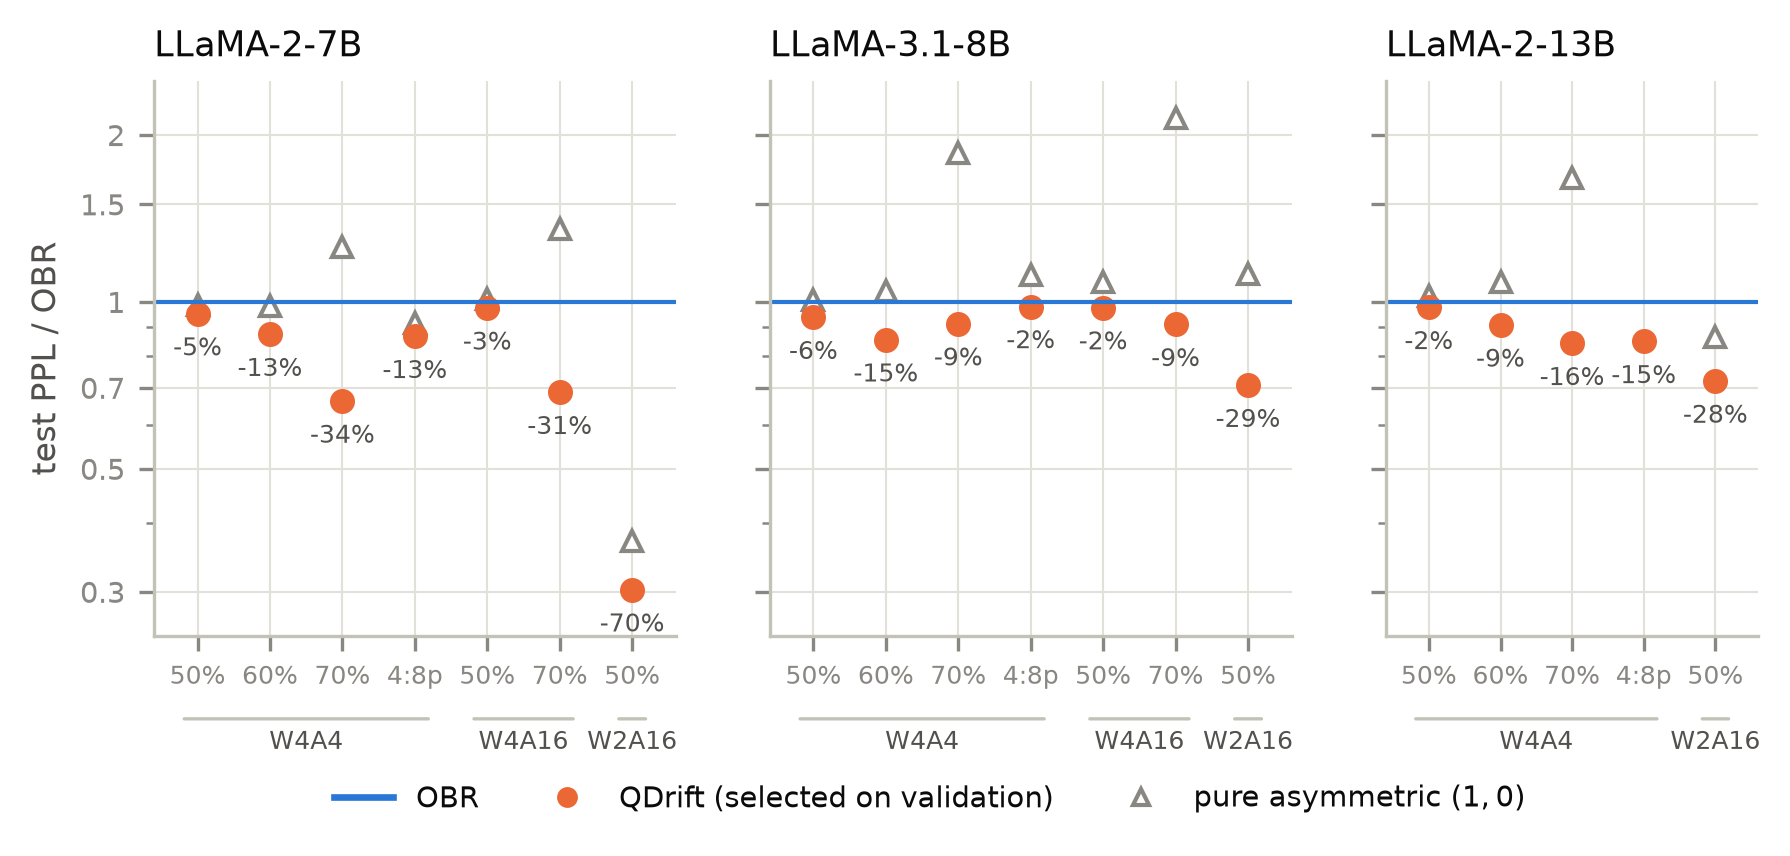 LLaMA-2-7B
LLaMA-3.1-8B
LLaMA-2-13B
test PPL / OBR
2
1.5
1
0.7
0.5
0.3
-5%
-13%
-34%
-13%
-3%
-31%
-70%
-6%
-15%
-9%
-2%
-2%
-9%
-29%
-2%
-9%
-16%
-15%
-28%
50% 60% 70% 4:8p 50% 70% 50%
50% 60% 70% 4:8p 50% 70% 50%
50% 60% 70% 4:8p 50%
W4A4 W4A16 W2A16
W4A4 W4A16 W2A16
W4A4 W2A16
OBR
QDrift (selected on validation)
pure asymmetric (1, 0)